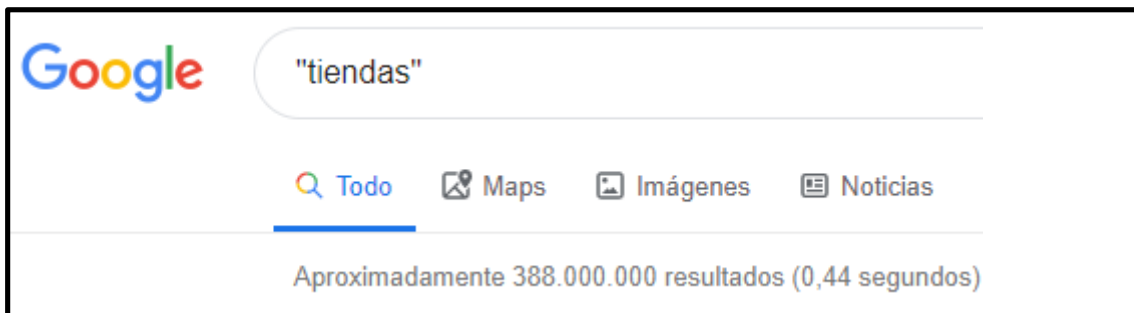 Google "tiendas"
Todo Maps Imágenes Noticias
Aproximadamente 388.000.000 resultados (0,44 segundos)